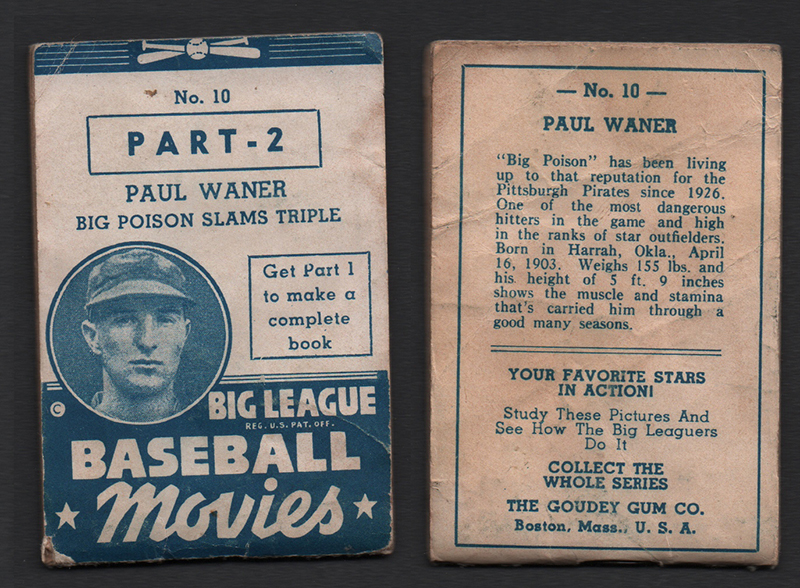 No. 10
PART-2
PAUL WANER
BIG POISON SLAMS TRIPLE
Get Part 1
to make a
complete
book
©
BIG LEAGUE
REG. U.S. PAT. OFF.
BASEBALL
movies
— No. 10 —
PAUL WANER
"Big Poison" has been living
up to that reputation for the
Pittsburgh Pirates since 1926.
One of the most dangerous
hitters in the game and high
in the ranks of star outfielders.
Born in Harrah, Okla., April
16, 1903. Weighs 155 lbs. and
his height of 5 ft. 9 inches
shows the muscle and stamina
that's carried him through a
good many seasons.
YOUR FAVORITE STARS
IN ACTION!
Study These Pictures And
See How The Big Leaguers
Do It
COLLECT THE
WHOLE SERIES
THE GOUDEY GUM CO.
Boston, Mass., U. S. A.